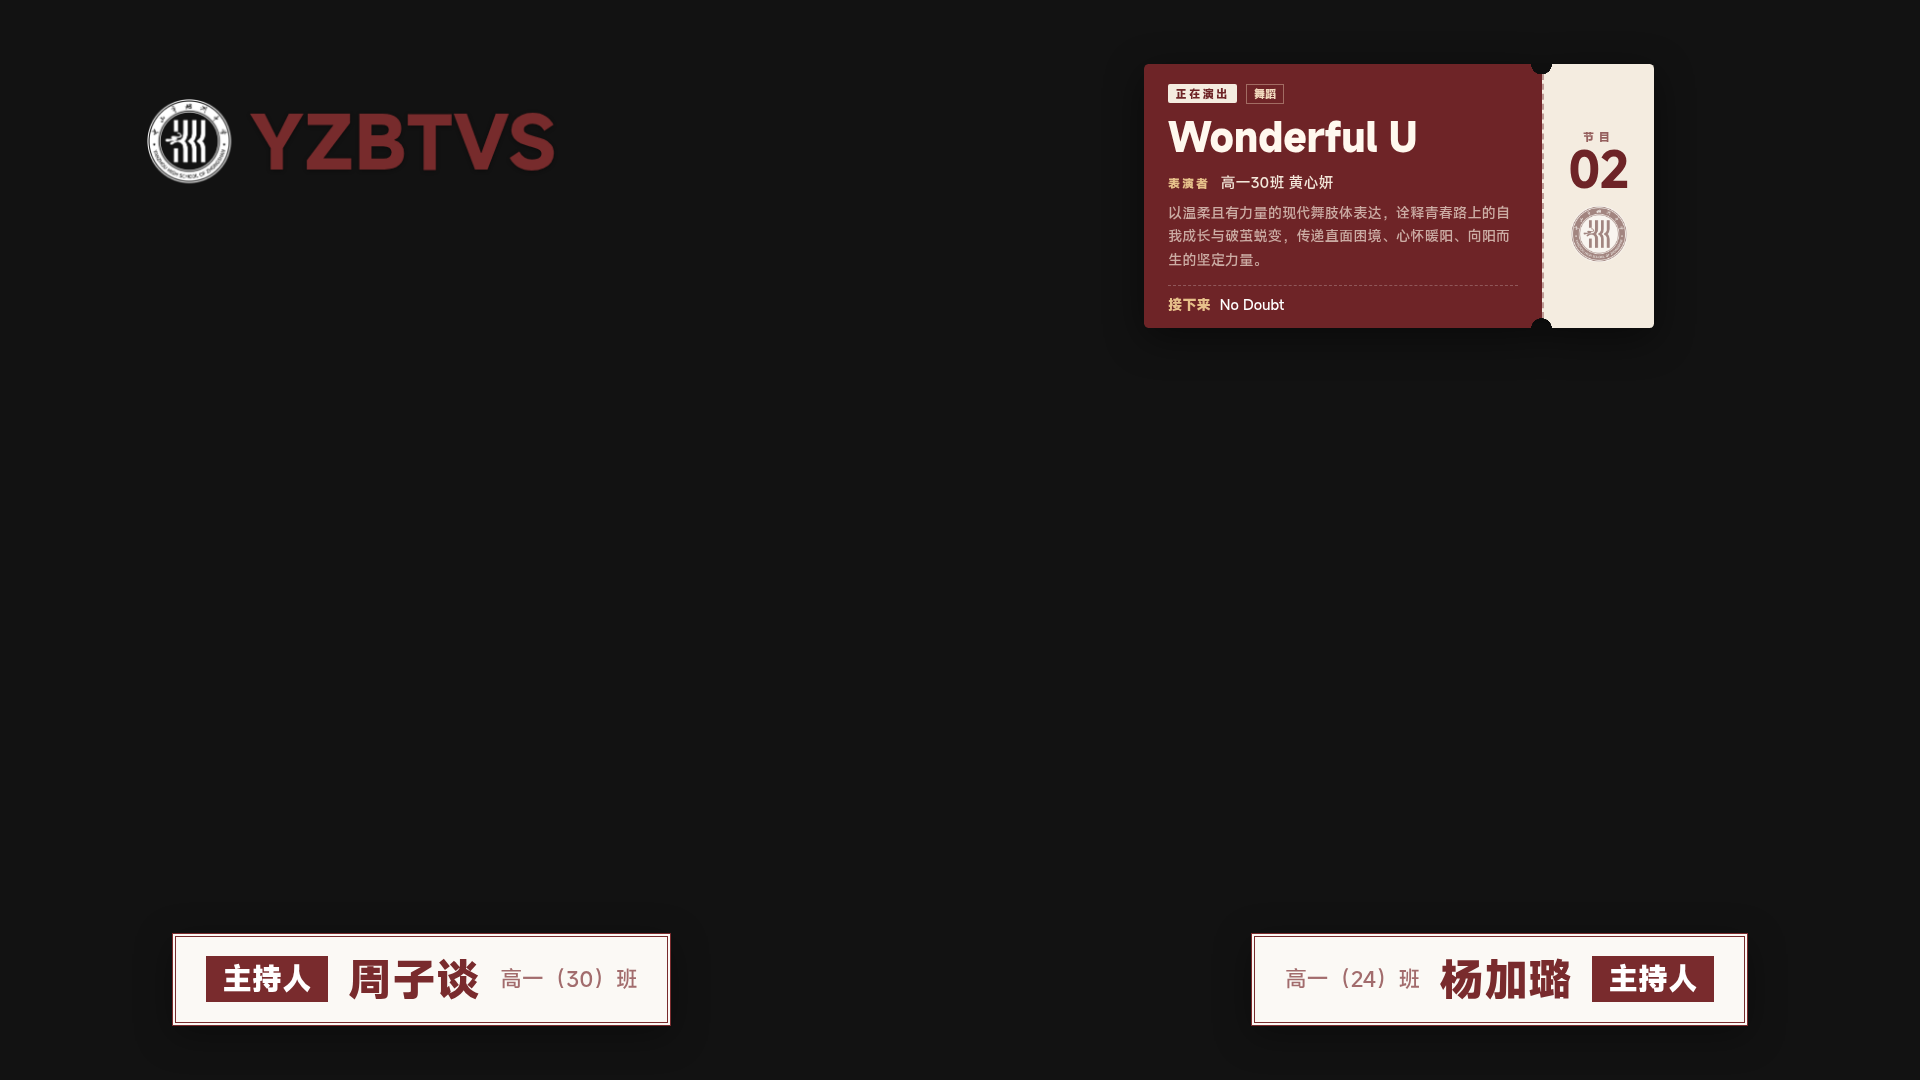 YZBTVS
正在演出 舞蹈
Wonderful U
表演者 高一30班 黄心妍
以温柔且有力量的现代舞肢体表达，诠释青春路上的自
我成长与破茧蜕变，传递直面困境、心怀暖阳、向阳而
生的坚定力量。
接下来 No Doubt
节目
02
主持人 周子谈 高一（30）班
高一（24）班 杨加璐 主持人